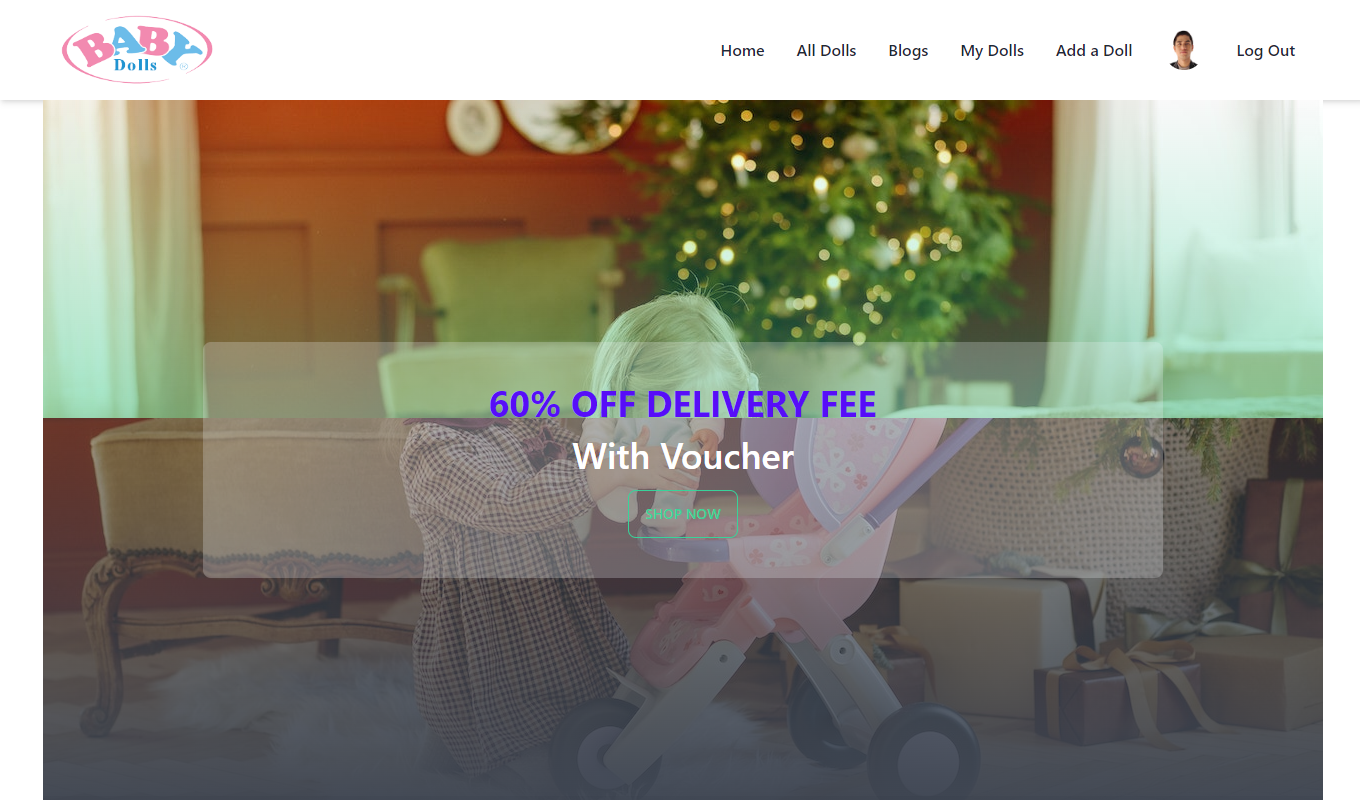 BABY
Dolls ®
Home All Dolls Blogs My Dolls Add a Doll Log Out
60% OFF DELIVERY FEE
With Voucher
SHOP NOW